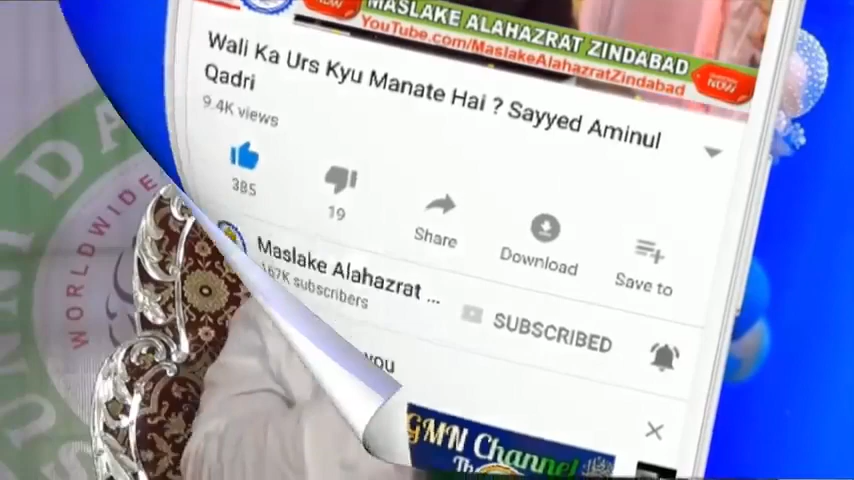 MASLAKE ALAHAZRAT ZINDABAD
YouTube.com/MaslakeAlahazratZindabad
NOW
Wali Ka Urs Kyu Manate Hai ? Sayyed Aminul
Qadri
9.4K views
385
19
Share
Download
Save to
Maslake Alahazrat ...
167K subscribers
SUBSCRIBED
you
GMN Channel
WORLDWIDE